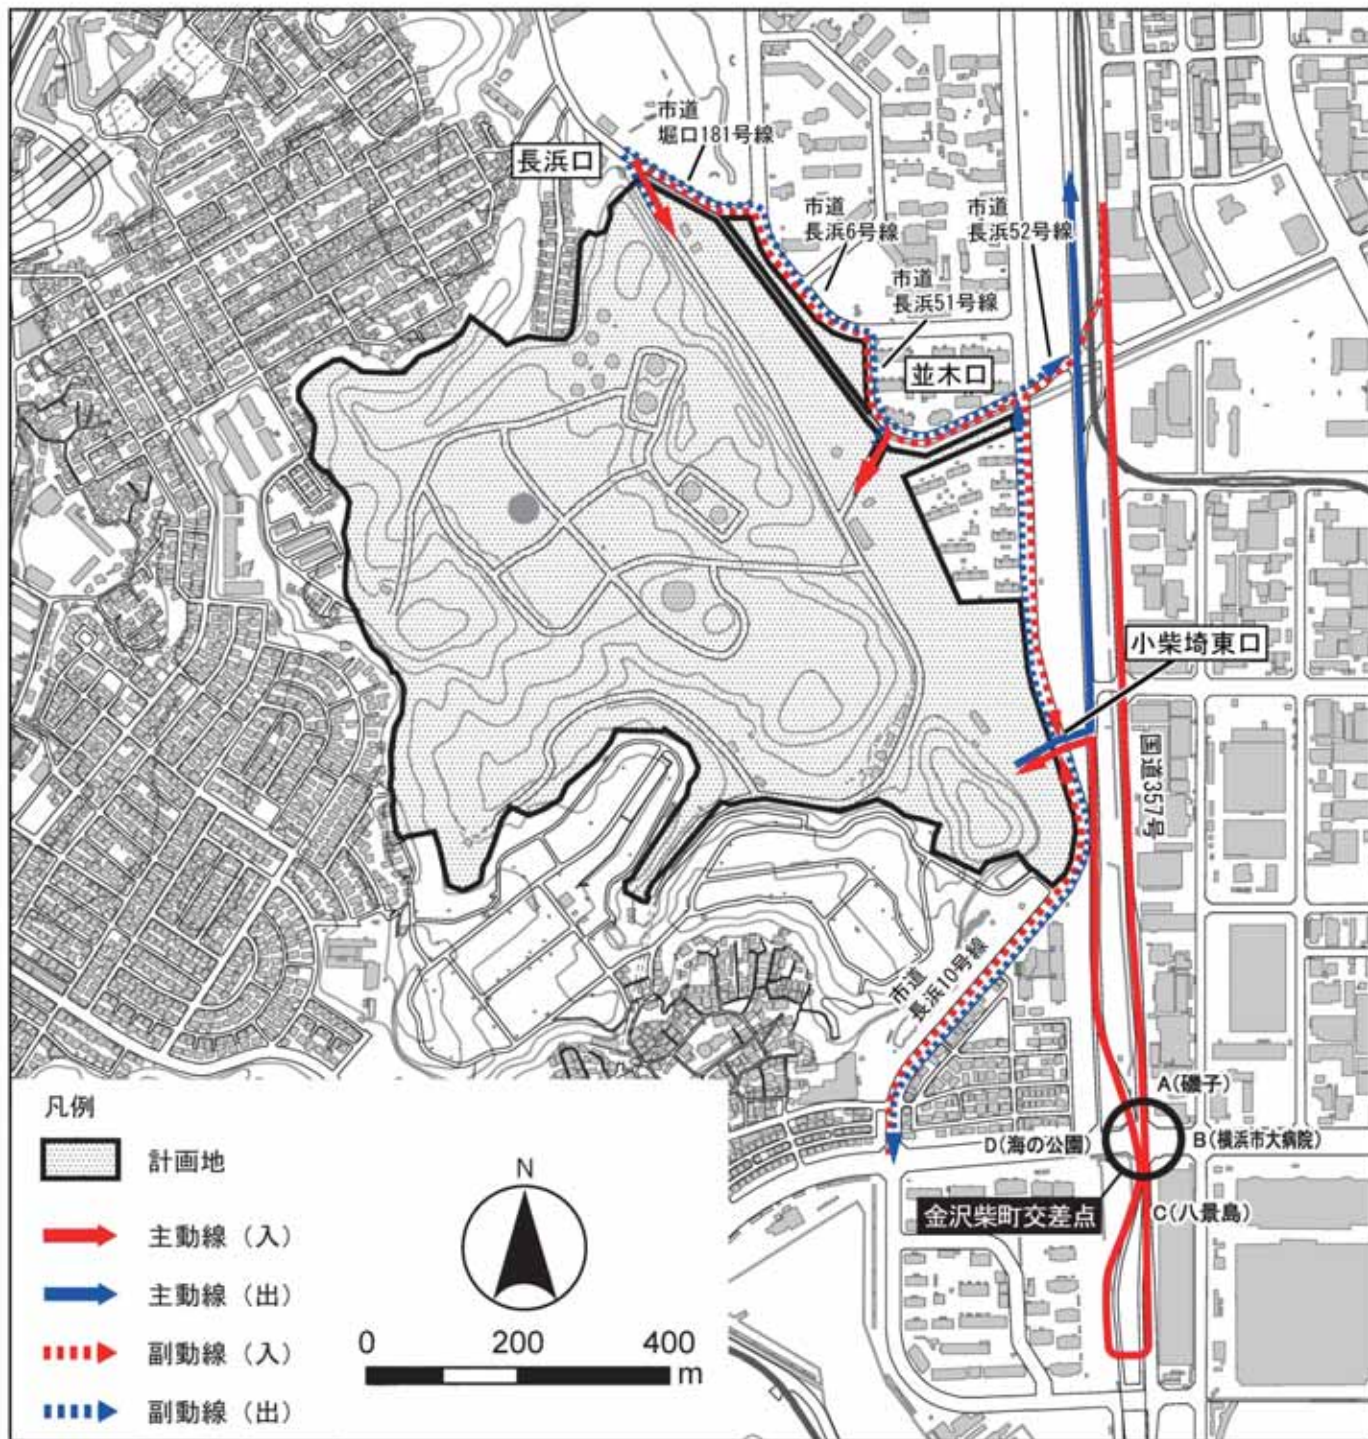 市道
堀口181号線
長浜口
市道
長浜6号線
市道
長浜52号線
市道
長浜51号線
並木口
小柴埼東口
国道357号
市道
長浜10号線
A(磯子)
B(横浜市大病院)
D(海の公園)
C(八景島)
金沢柴町交差点
凡例
計画地
主動線（入）
主動線（出）
副動線（入）
副動線（出）
N
0 200 400
m